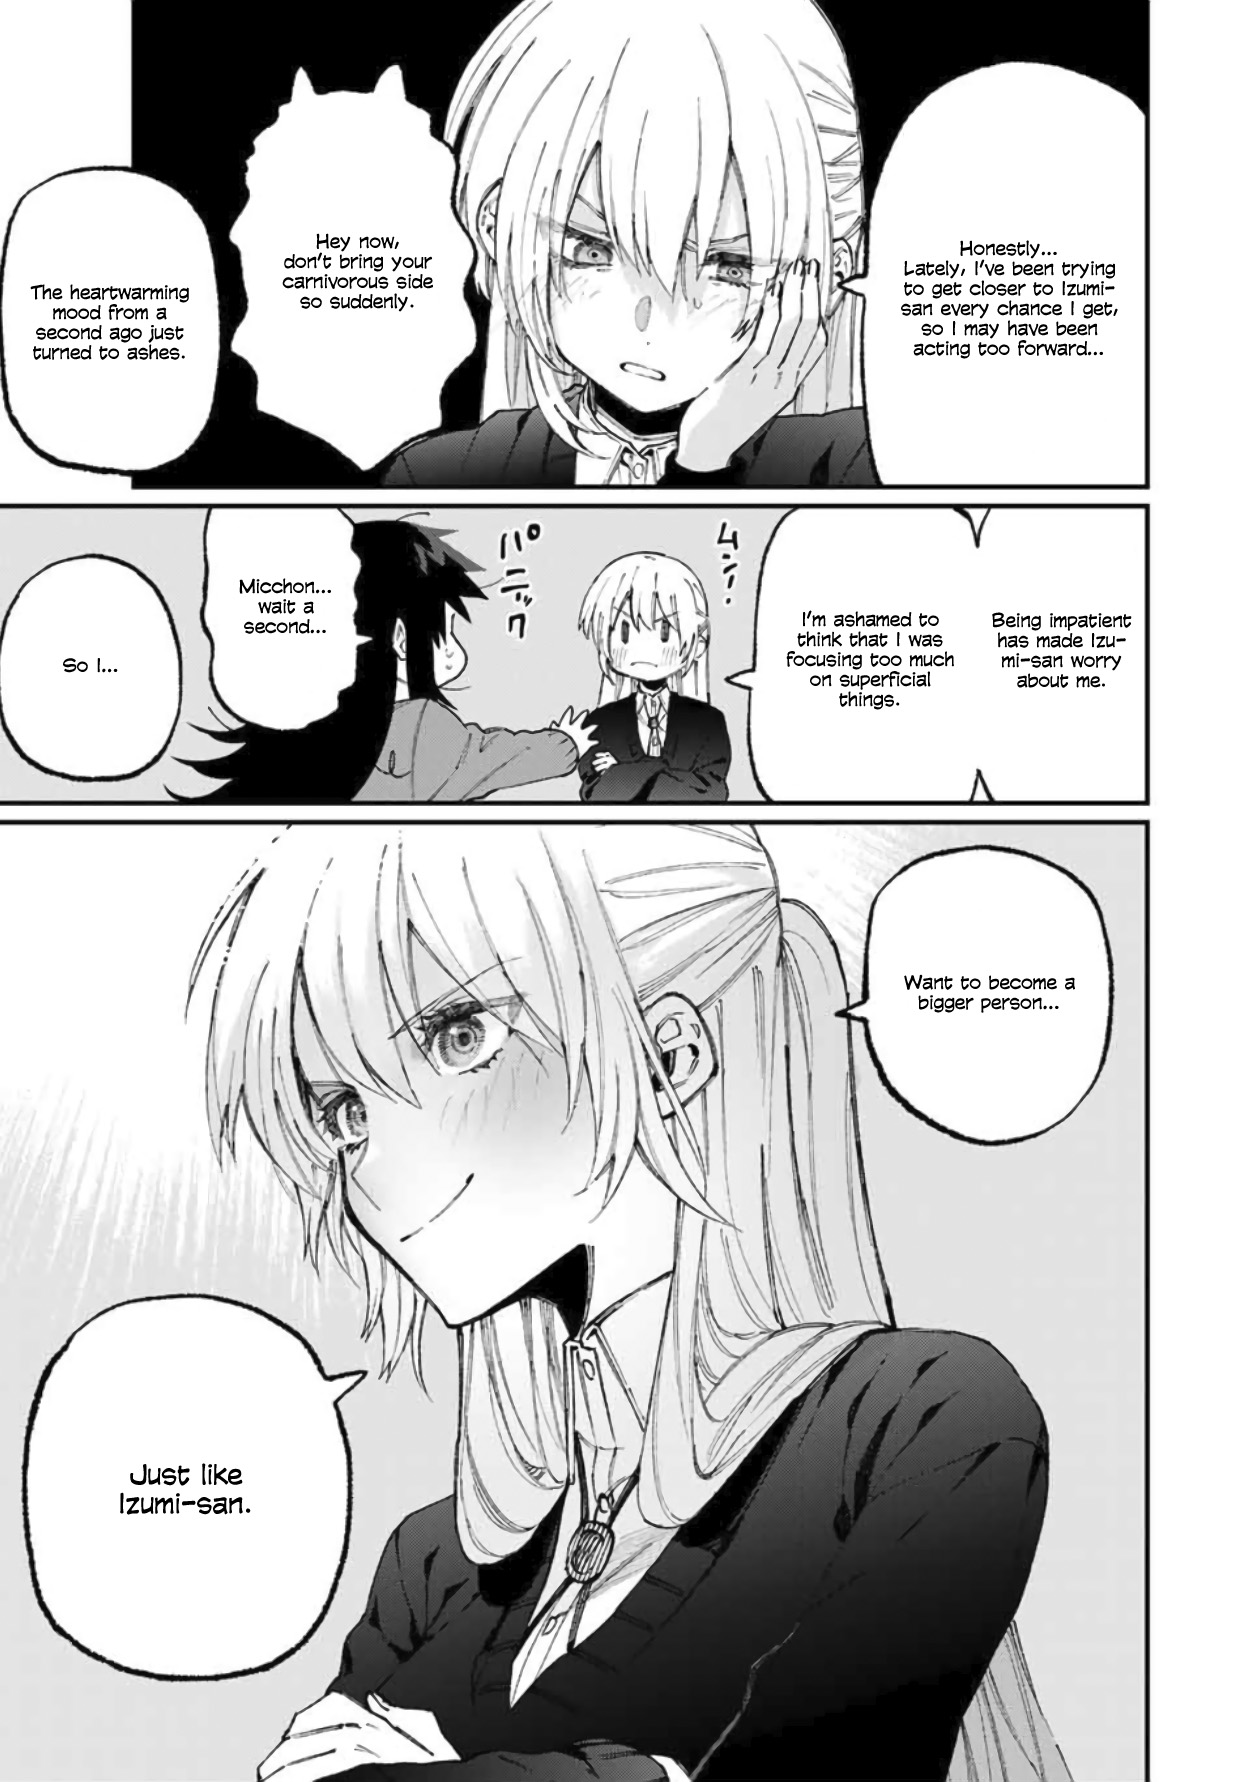 Honestly...
Lately, I've been trying
to get closer to Izumi-
san every chance I get,
so I may have been
acting too forward...
Hey now,
don't bring your
carnivorous side
so suddenly.
The heartwarming
mood from a
second ago just
turned to ashes.
Being impatient
has made Izu-
mi-san worry
about me.
I'm ashamed to
think that I was
focusing too much
on superficial
things.
ムンー!
パニック
Micchon...
wait a
second...
So I...
Want to become a
bigger person...
Just like
Izumi-san.